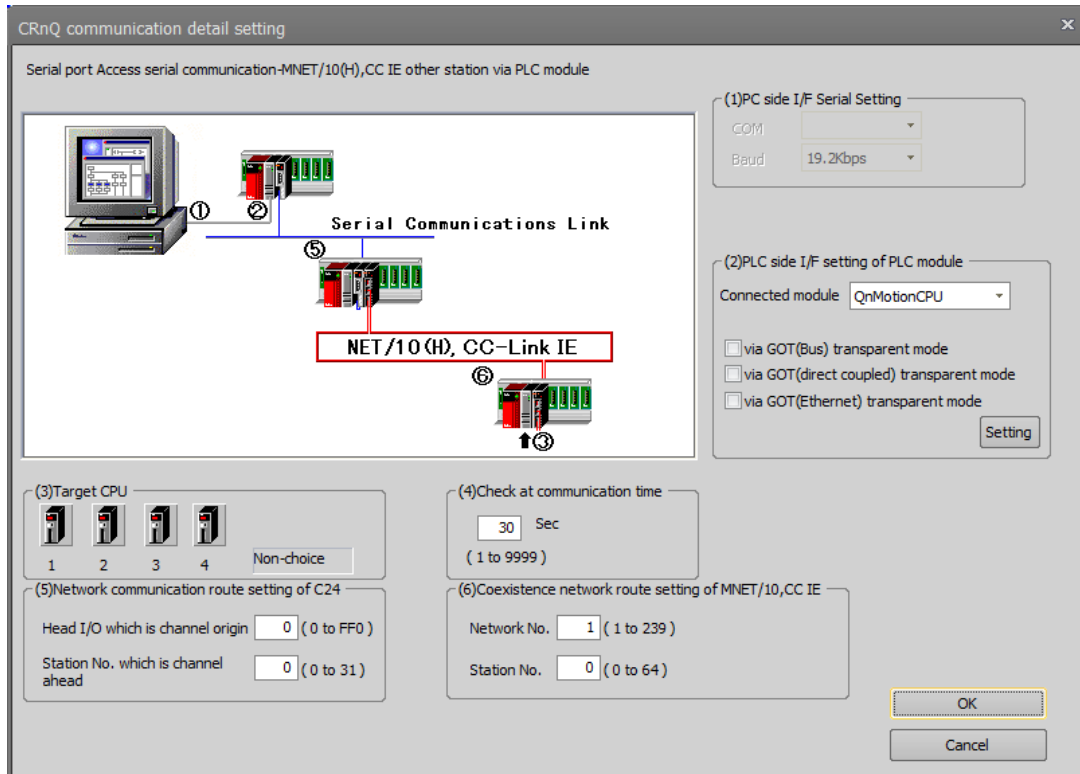 CRnQ communication detail setting
Serial port Access serial communication-MNET/10(H),CC IE other station via PLC module
(1)PC side I/F Serial Setting
COM
Baud 19.2Kbps
①
②
Serial Communications Link
⑤
NET/10(H), CC-Link IE
⑥
③
(2)PLC side I/F setting of PLC module
Connected module QnMotionCPU
via GOT(Bus) transparent mode
via GOT(direct coupled) transparent mode
via GOT(Ethernet) transparent mode
Setting
(3)Target CPU
1 2 3 4 Non-choice
(4)Check at communication time
30 Sec
( 1 to 9999 )
(5)Network communication route setting of C24
Head I/O which is channel origin 0 ( 0 to FF0 )
Station No. which is channel
ahead 0 ( 0 to 31 )
(6)Coexistence network route setting of MNET/10,CC IE
Network No. 1 ( 1 to 239 )
Station No. 0 ( 0 to 64 )
OK
Cancel